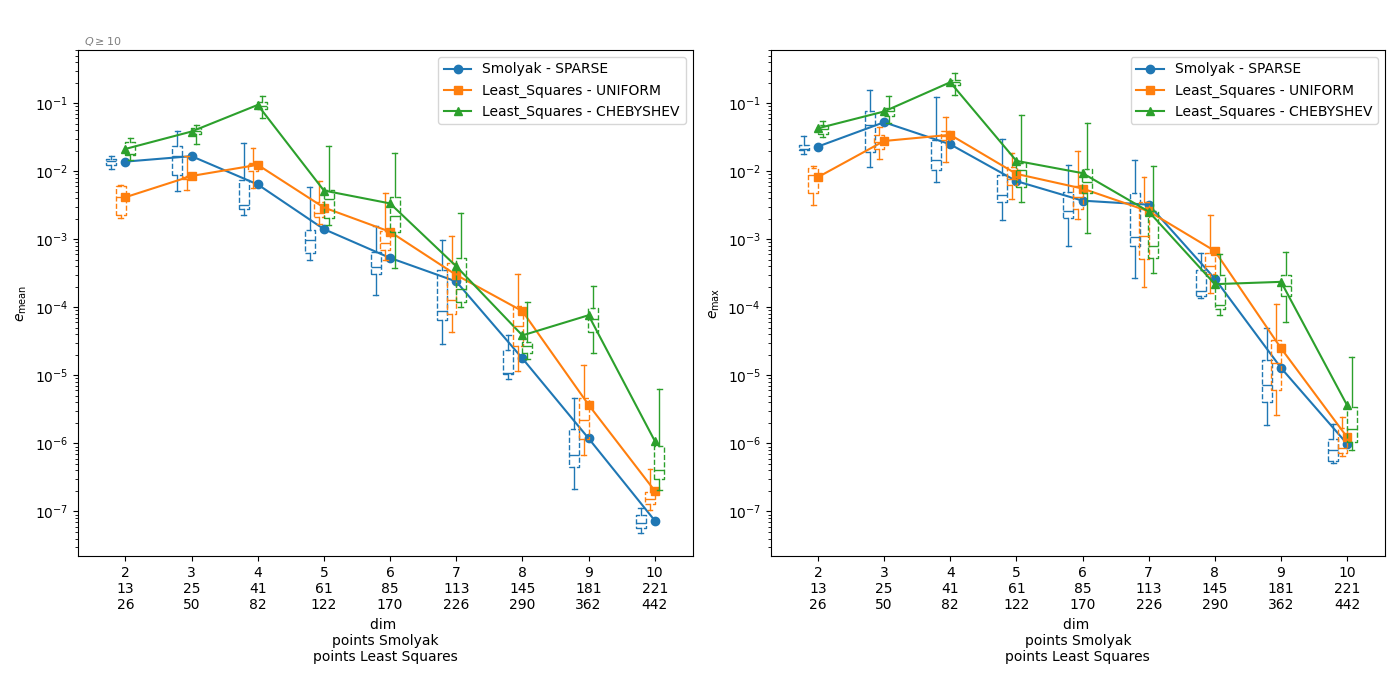 Q ≥ 10
Smolyak - SPARSE
Least_Squares - UNIFORM
Least_Squares - CHEBYSHEV
10⁻¹
10⁻²
10⁻³
10⁻⁴
10⁻⁵
10⁻⁶
10⁻⁷
e_mean
2 3 4 5 6 7 8 9 10
13 25 41 61 85 113 145 181 221
26 50 82 122 170 226 290 362 442
dim
points Smolyak
points Least Squares
Smolyak - SPARSE
Least_Squares - UNIFORM
Least_Squares - CHEBYSHEV
10⁻¹
10⁻²
10⁻³
10⁻⁴
10⁻⁵
10⁻⁶
10⁻⁷
e_max
2 3 4 5 6 7 8 9 10
13 25 41 61 85 113 145 181 221
26 50 82 122 170 226 290 362 442
dim
points Smolyak
points Least Squares